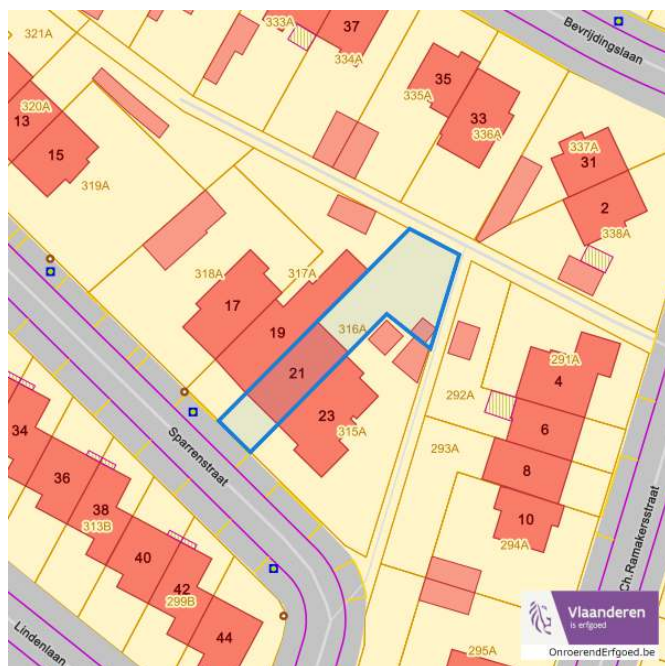 333A
37
Bevrijdingslaan
321A
334A
35
33
335A
336A
320A
13
15
319A
337A
31
2
338A
318A
317A
17
19
316A
21
23
315A
291A
4
292A
6
293A
8
10
294A
34
36
38
313B
40
42
299B
44
Sparrenstraat
Lindenlaan
Ch.Ramakersstraat
295A
Vlaanderen
is erfgoed
OnroerendErfgoed.be